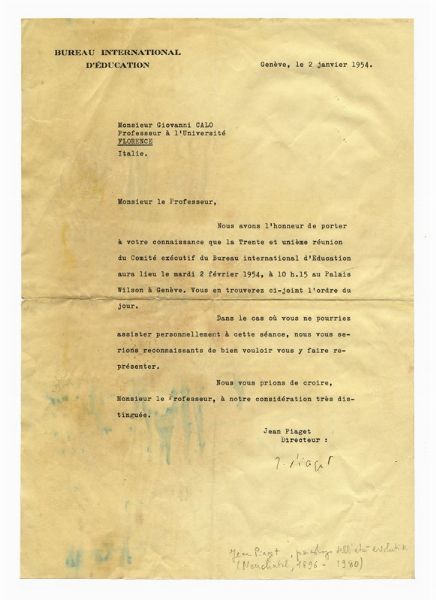 BUREAU INTERNATIONAL
D'ÉDUCATION
Genève, le 2 janvier 1954.
Monsieur Giovanni CALO
Professeur à l'Université
FLORENCE
Italie.
Monsieur le Professeur,
Nous avons l'honneur de porter
à votre connaissance que la Trente et unième réunion
du Comité exécutif du Bureau international d'Education
aura lieu le mardi 2 février 1954, à 10 h.15 au Palais
Wilson à Genève. Vous en trouverez ci-joint l'ordre du
jour.
Dans le cas où vous ne pourriez
assister personnellement à cette séance, nous vous se-
rions reconnaissants de bien vouloir vous y faire re-
présenter.
Nous vous prions de croire,
Monsieur le Professeur, à notre considération très dis-
tinguée.
Jean Piaget
Directeur :
J. Piaget
Jean Piaget, dell'età evolutiva
(Neuchâtel, 1896 - 1980)